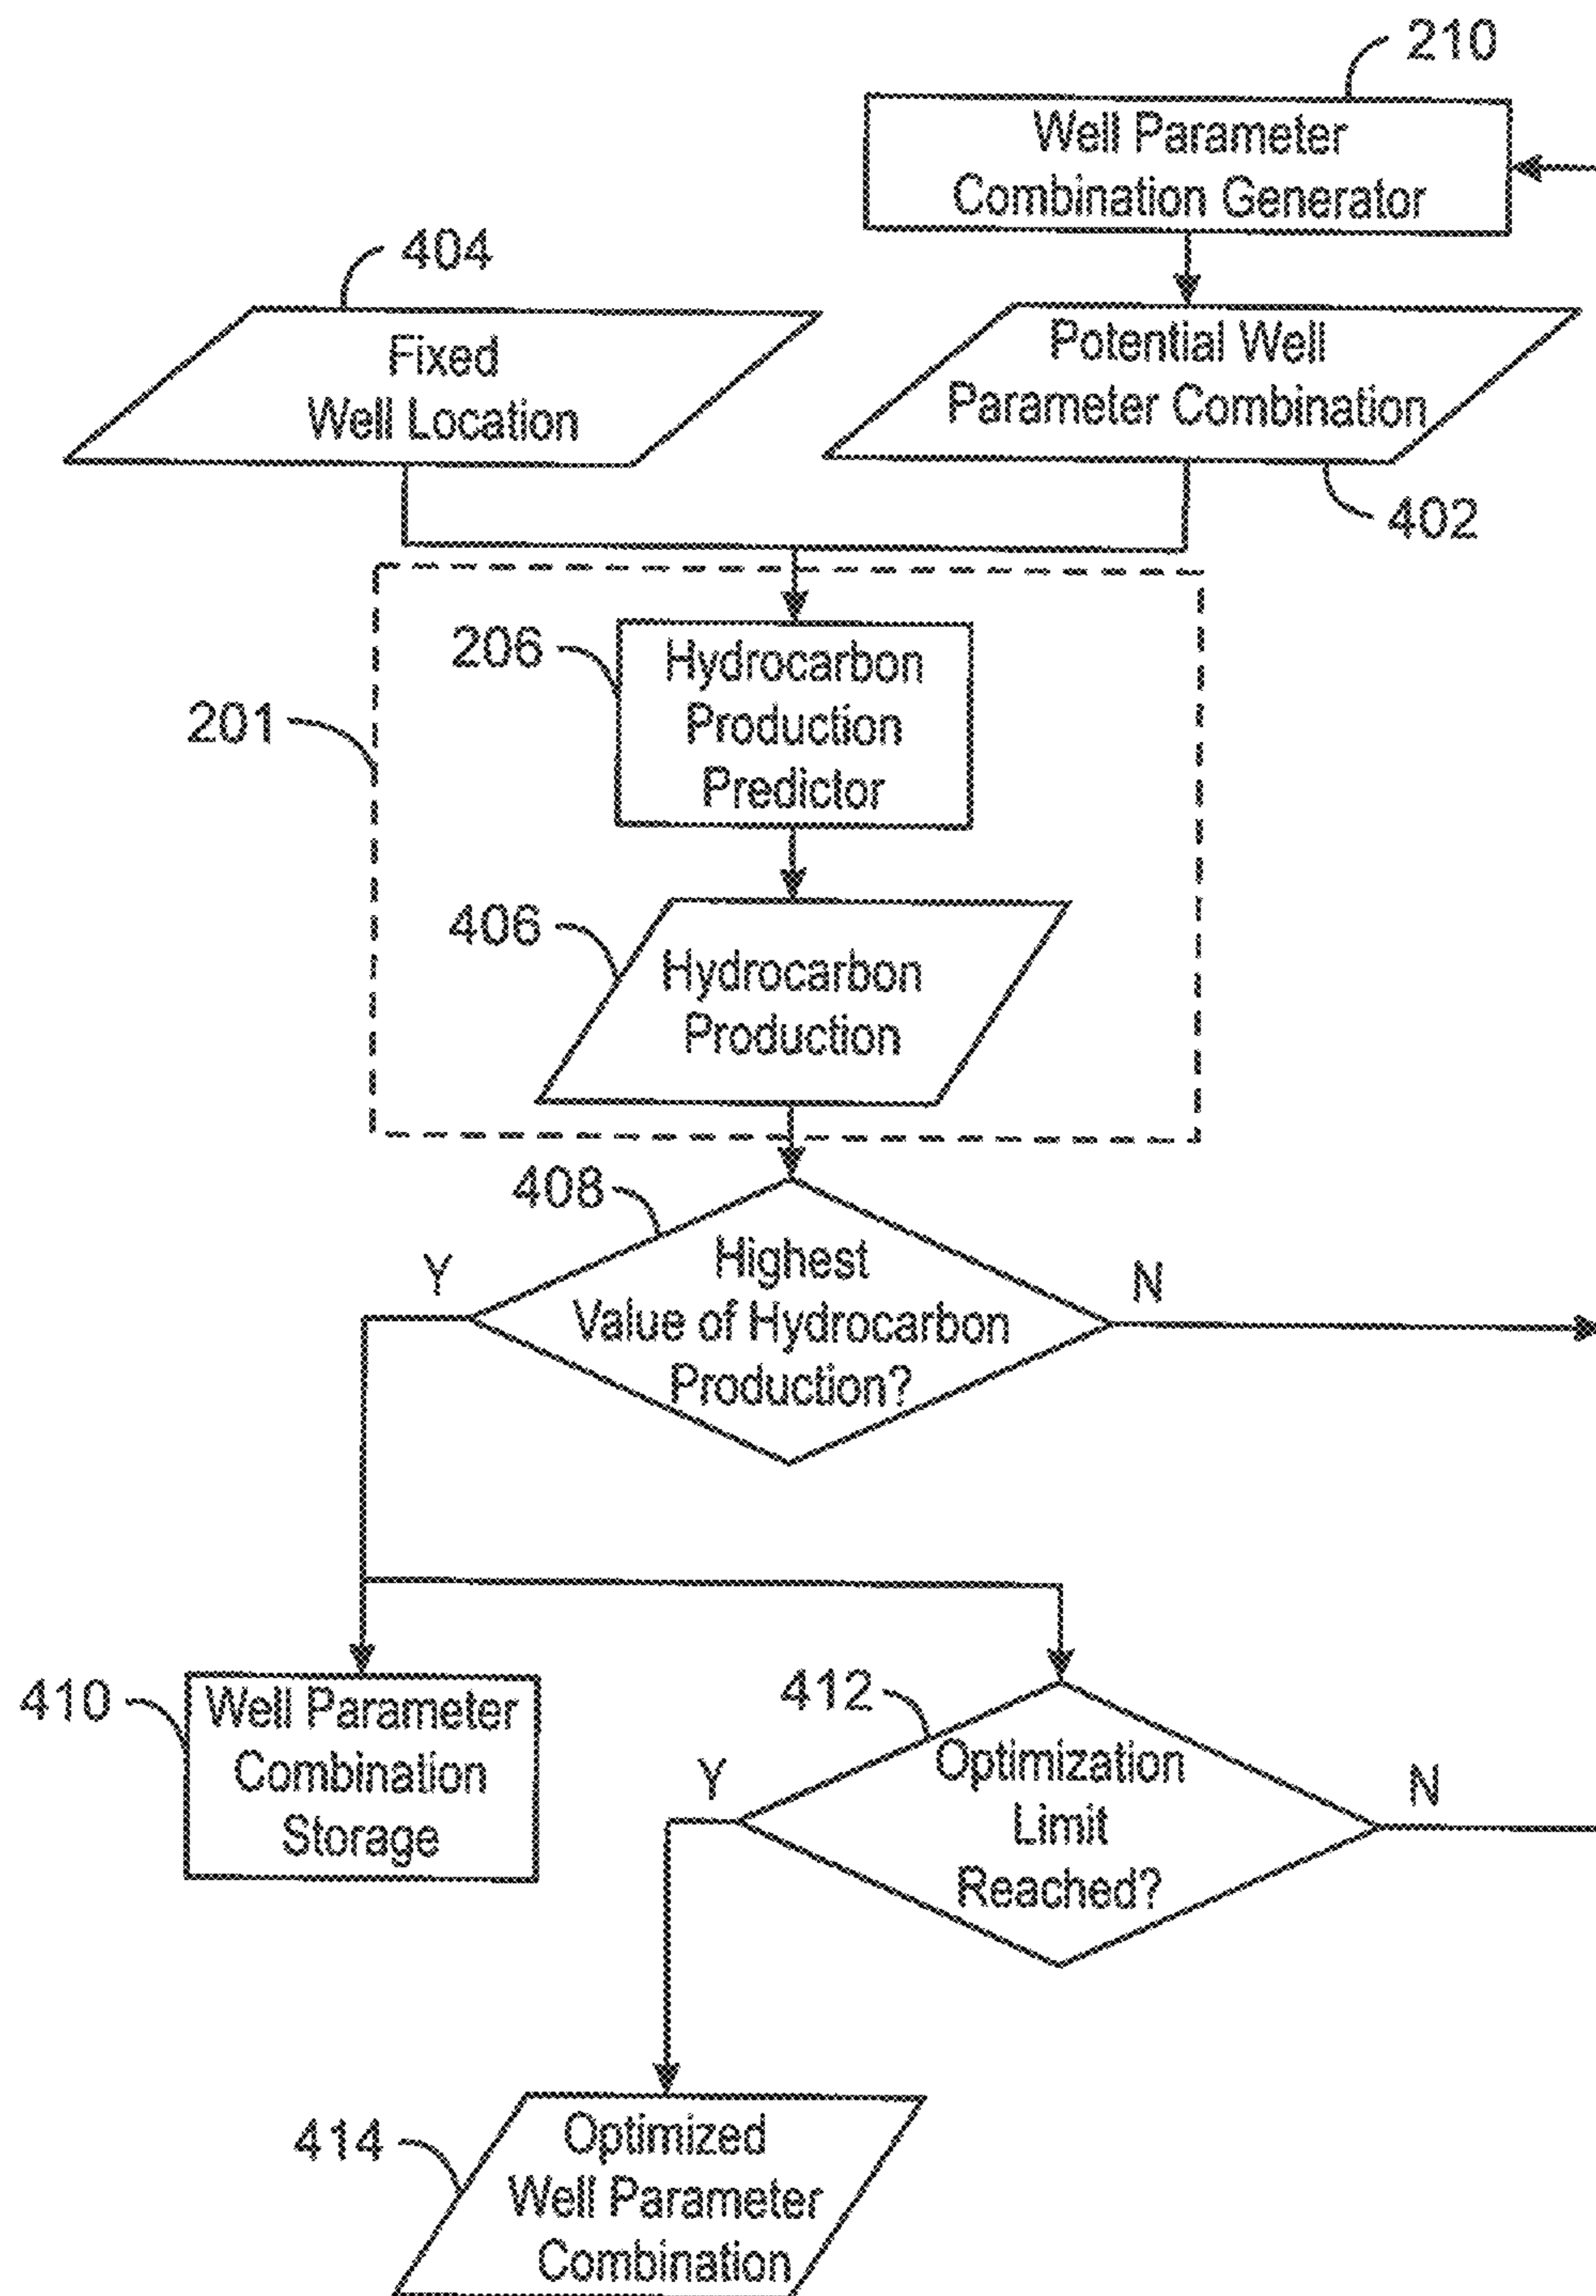 210
Well Parameter
Combination Generator
404
Fixed
Well Location
Potential Well
Parameter Combination
402
206
Hydrocarbon
Production
Predictor
201
406
Hydrocarbon
Production
408
Y
Highest
Value of Hydrocarbon
Production?
N
410
Well Parameter
Combination
Storage
412
Y
Optimization
Limit
Reached?
N
414
Optimized
Well Parameter
Combination